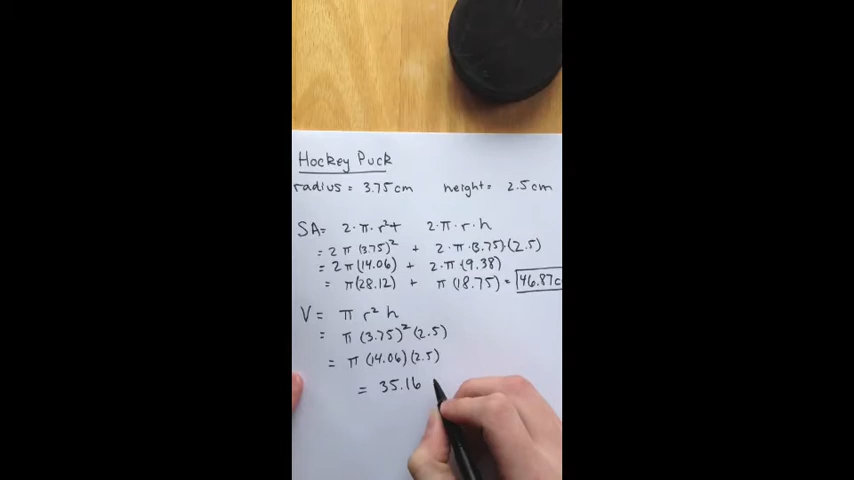 Hockey Puck
radius = 3.75cm height = 2.5cm
SA = 2·π·r²+ 2·π·r·h
= 2π(3.75)² + 2·π·(3.75)(2.5)
= 2π(14.06) + 2·π(9.38)
= π(28.12) + π(18.75) = 46.87c
V = π r² h
= π (3.75)² (2.5)
= π (14.06)(2.5)
= 35.16